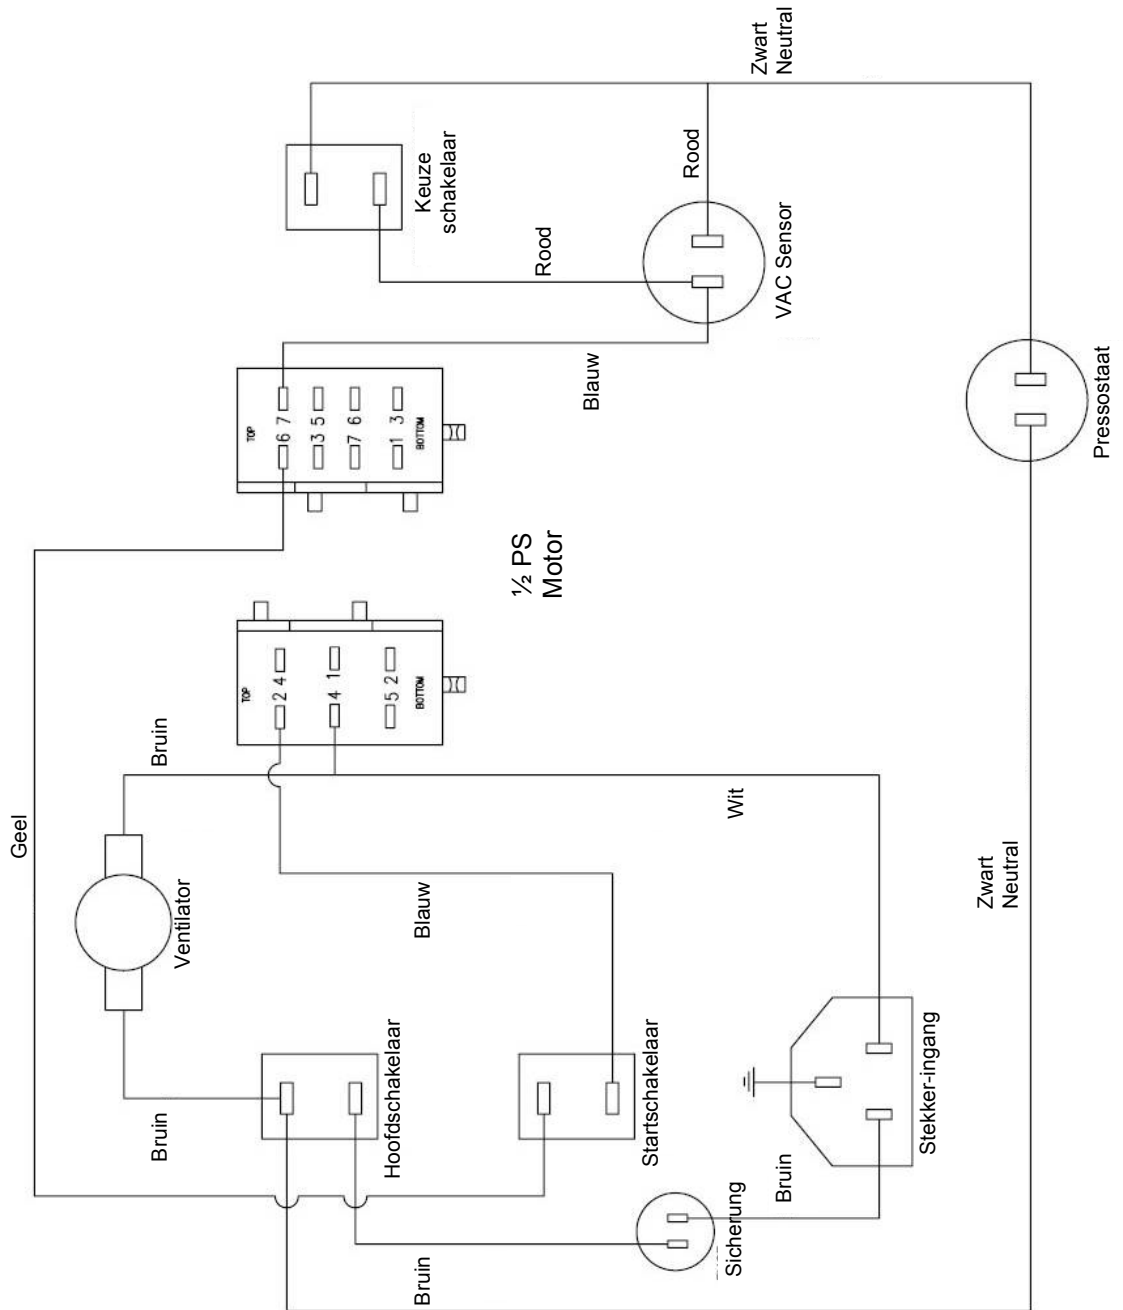 Zwart
Neutral
Keuze
schakelaar
Rood
Rood
VAC Sensor
Blauw
Pressostaat
TOP
6 7
3 5
7 6
1 3
BOTTOM
½ PS
Motor
TOP
2 4
4 1
5 2
BOTTOM
Geel
Bruin
Wit
Ventilator
Blauw
Zwart
Neutral
Bruin
Hoofdschakelaar
Startschakelaar
Stekker-ingang
Bruin
Sicherung
Bruin